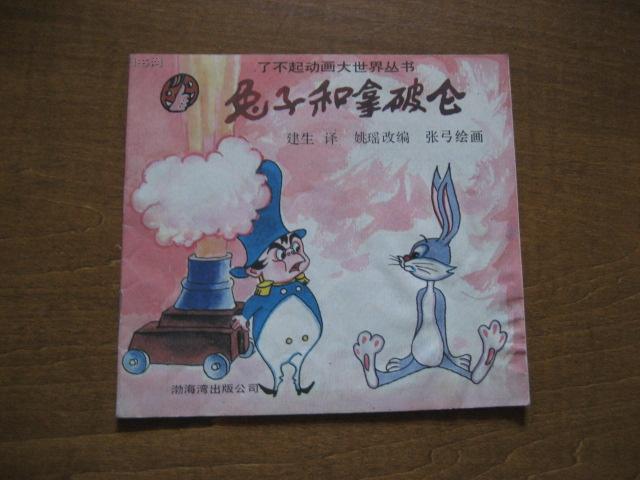 了不起动画大世界丛书
兔子和拿破仑
建生 译 姚瑶改编 张弓绘画
渤海湾出版公司